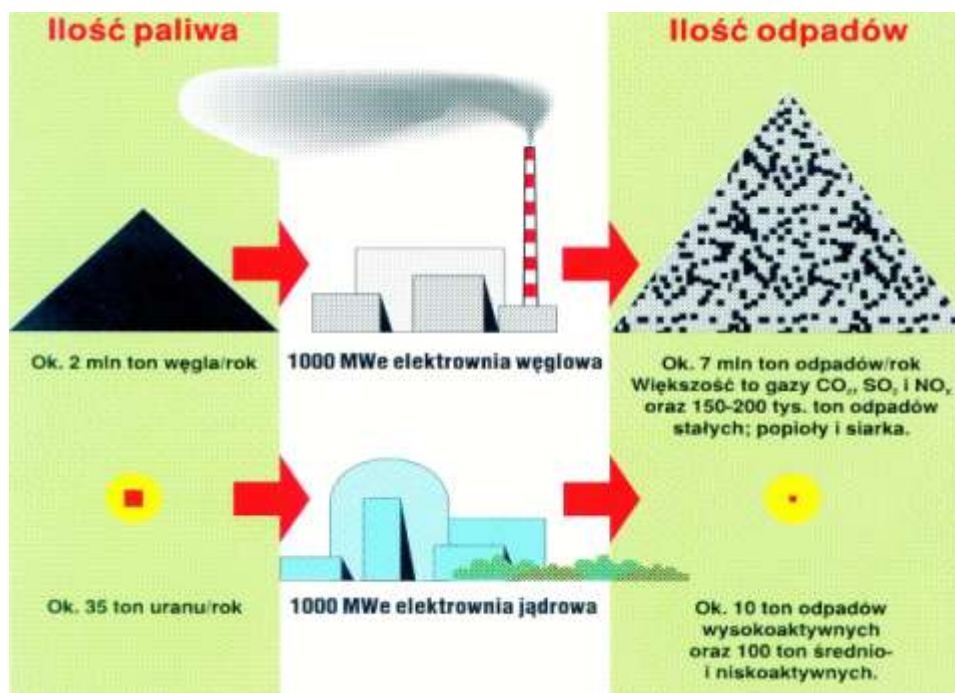 Ilość paliwa
Ilość odpadów
Ok. 2 mln ton węgla/rok
1000 MWe elektrownia węglowa
Ok. 7 mln ton odpadów/rok
Większość to gazy CO₂, SO₂ i NOₓ
oraz 150-200 tys. ton odpadów
stałych; popioły i siarka.
Ok. 35 ton uranu/rok
1000 MWe elektrownia jądrowa
Ok. 10 ton odpadów
wysokoaktywnych
oraz 100 ton średnio-
i niskoaktywnych.